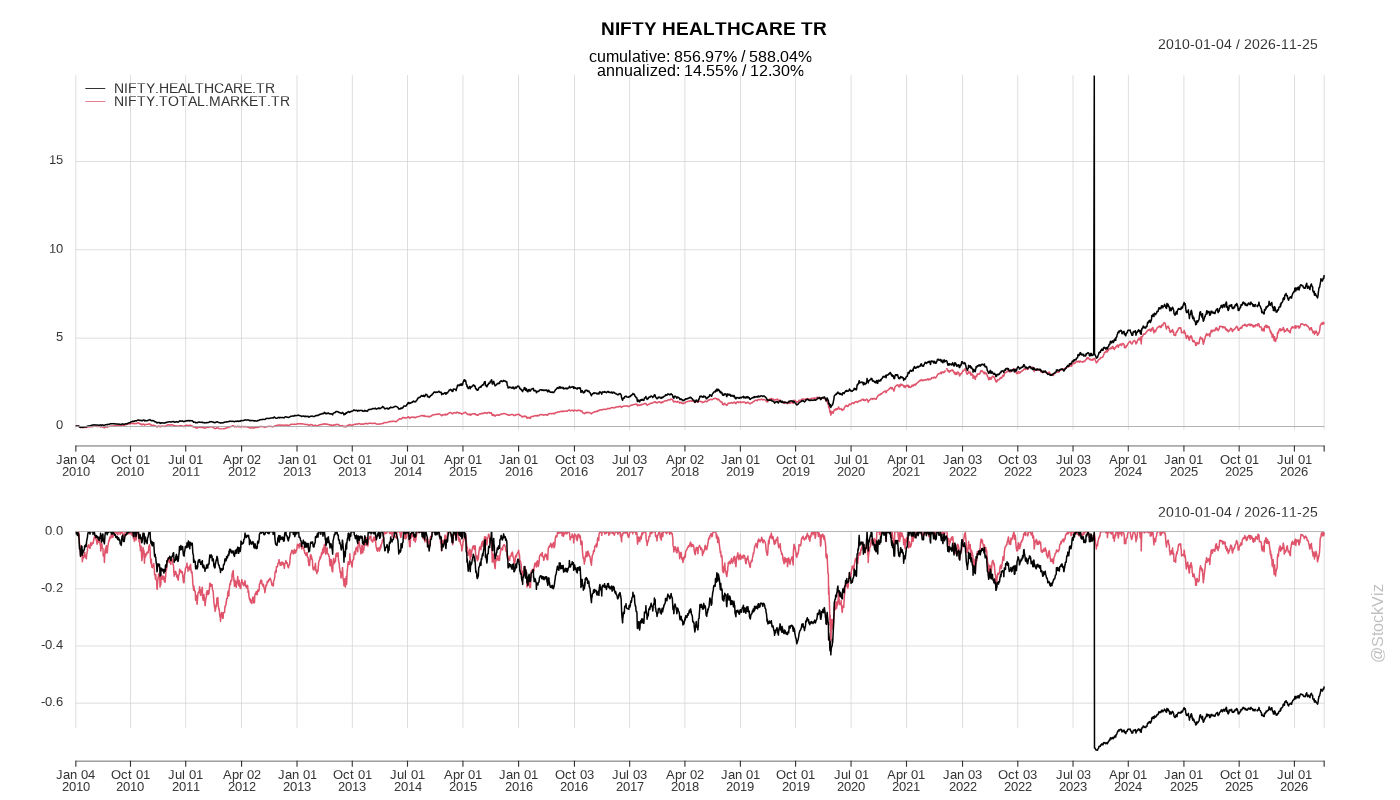 NIFTY HEALTHCARE TR
cumulative: 856.97% / 588.04%
annualized: 14.55% / 12.30%
2010-01-04 / 2026-11-25
NIFTY.HEALTHCARE.TR
NIFTY.TOTAL.MARKET.TR
15
10
5
0
Jan 04 Oct 01 Jul 01 Apr 02 Jan 01 Oct 01 Jul 01 Apr 01 Jan 01 Oct 03 Jul 03 Apr 02 Jan 01 Oct 01 Jul 01 Apr 01 Jan 03 Oct 03 Jul 03 Apr 01 Jan 01 Oct 01 Jul 01
2010 2010 2011 2012 2013 2013 2014 2015 2016 2016 2017 2018 2019 2019 2020 2021 2022 2022 2023 2024 2025 2025 2026
2010-01-04 / 2026-11-25
0.0
-0.2
-0.4
-0.6
Jan 04 Oct 01 Jul 01 Apr 02 Jan 01 Oct 01 Jul 01 Apr 01 Jan 01 Oct 03 Jul 03 Apr 02 Jan 01 Oct 01 Jul 01 Apr 01 Jan 03 Oct 03 Jul 03 Apr 01 Jan 01 Oct 01 Jul 01
2010 2010 2011 2012 2013 2013 2014 2015 2016 2016 2017 2018 2019 2019 2020 2021 2022 2022 2023 2024 2025 2025 2026
@StockViz